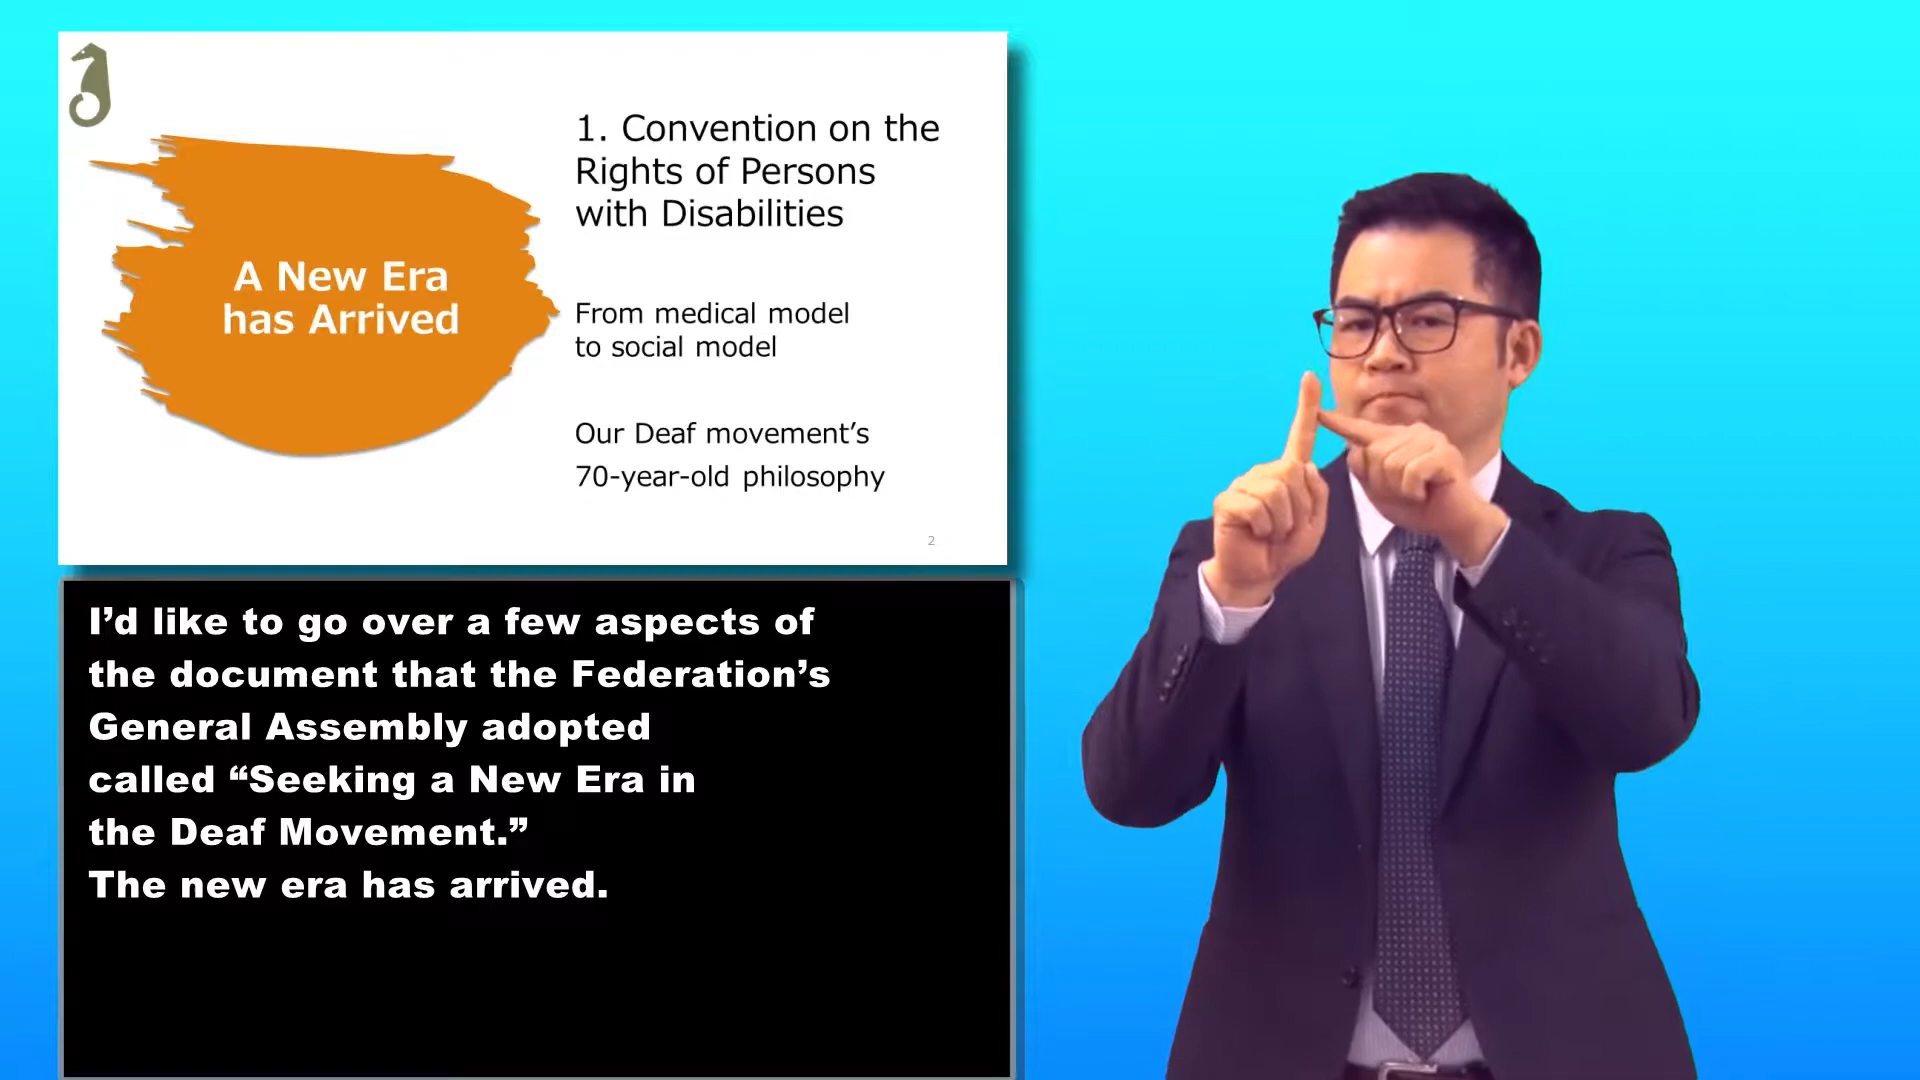 A New Era
has Arrived
1. Convention on the
Rights of Persons
with Disabilities
From medical model
to social model
Our Deaf movement’s
70-year-old philosophy
2
I’d like to go over a few aspects of
the document that the Federation’s
General Assembly adopted
called “Seeking a New Era in
the Deaf Movement.”
The new era has arrived.